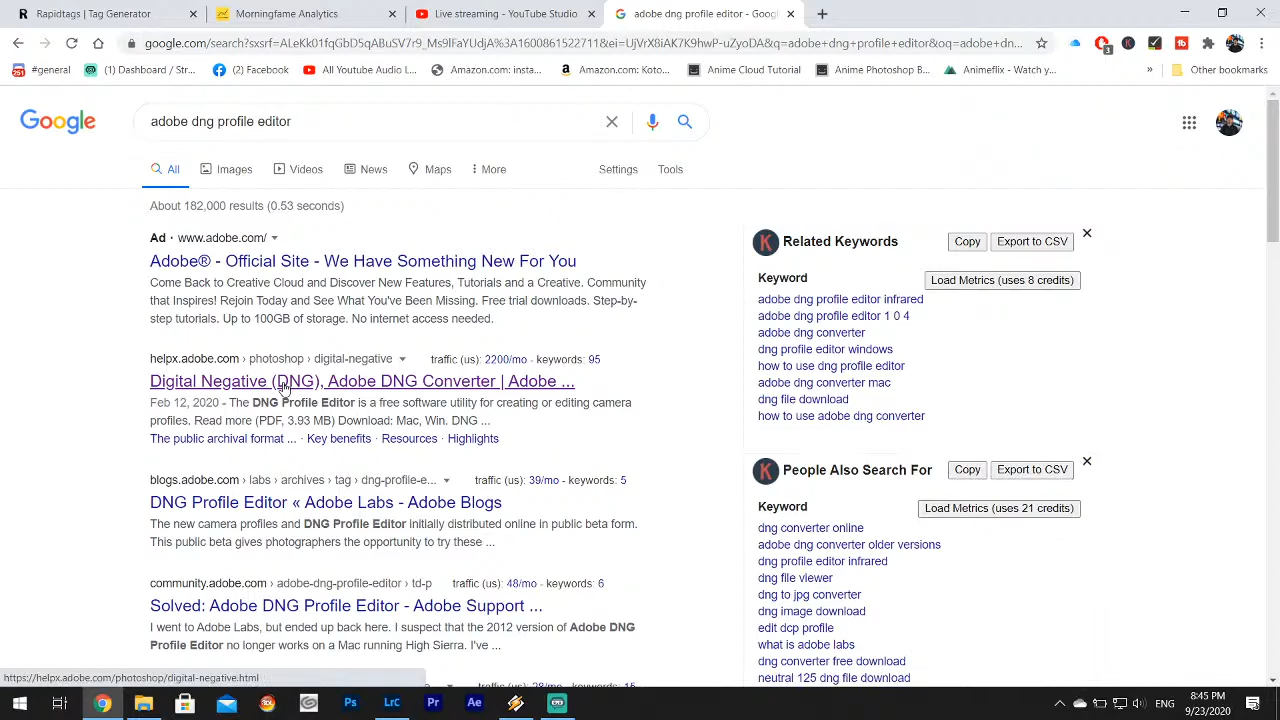 Rapidtags | Tag Generator
Morningfame Analytics
Live streaming - YouTube Studio
adobe dng profile editor - Goog
google.com/search?sxsrf=ALeKk01fqGbD5qABuSV7r9_Ms9lFaYUAcA%3A1600861522711&ei=UjVrX8iAK7K9hwP-uZyoDA&q=adobe+dng+profile+editor&oq=adobe+dn...
#general
(1) Dashboard / Str...
(2) Facebook
All Youtube Audio L...
Amazon.com: insta...
Amazon.com: Koto...
Anime Cloud Tutorial
Anime Photoshop B...
Animeflix - Watch y...
»
Other bookmarks
Google
adobe dng profile editor
All
Images
Videos
News
Maps
More
Settings
Tools
About 182,000 results (0.53 seconds)
Ad · www.adobe.com/
Adobe® - Official Site - We Have Something New For You
Come Back to Creative Cloud and Discover New Features, Tutorials and a Creative. Community
that Inspires! Rejoin Today and See What You've Been Missing. Free trial downloads. Step-by-
step tutorials. Up to 100GB of storage. No internet access needed.
helpx.adobe.com › photoshop › digital-negative traffic (us): 2200/mo - keywords: 95
Digital Negative (DNG), Adobe DNG Converter | Adobe ...
Feb 12, 2020 - The DNG Profile Editor is a free software utility for creating or editing camera
profiles. Read more (PDF, 3.93 MB) Download: Mac, Win. DNG ...
The public archival format ... · Key benefits · Resources · Highlights
blogs.adobe.com › labs › archives › tag › dng-profile-e... traffic (us): 39/mo - keywords: 5
DNG Profile Editor « Adobe Labs - Adobe Blogs
The new camera profiles and DNG Profile Editor initially distributed online in public beta form.
This public beta gives photographers the opportunity to try these ...
community.adobe.com › adobe-dng-profile-editor › td-p traffic (us): 48/mo - keywords: 6
Solved: Adobe DNG Profile Editor - Adobe Support ...
I went to Adobe Labs, but ended up back here. I suspect that the 2012 version of Adobe DNG
Profile Editor no longer works on a Mac running High Sierra. I've ...
https://helpx.adobe.com/photoshop/digital-negative.html
Related Keywords
Copy
Export to CSV
Keyword
Load Metrics (uses 8 credits)
adobe dng profile editor infrared
adobe dng profile editor 1 0 4
adobe dng converter
dng profile editor windows
how to use dng profile editor
adobe dng converter mac
dng file download
how to use adobe dng converter
People Also Search For
Copy
Export to CSV
Keyword
Load Metrics (uses 21 credits)
dng converter online
adobe dng converter older versions
dng profile editor infrared
dng file viewer
dng to jpg converter
dng image download
edit dcp profile
what is adobe labs
dng converter free download
neutral 125 dng file download
Ps
Lrc
Pr
Ae
ENG
8:45 PM
9/23/2020